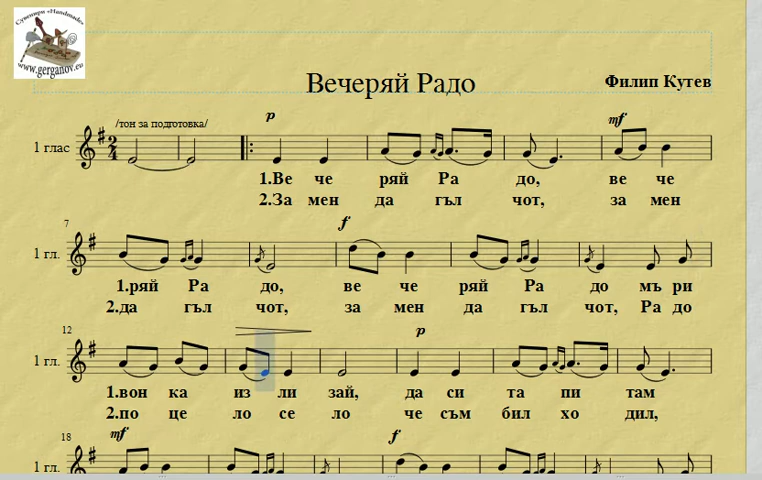 Сувенири «Handmade»
www.gerganov.eu
Вечеряй Радо
Филип Кутев
/тон за подготовка/
p
mf
1 глас
2
4
1.Ве че ряй Ра до, ве че
2.За мен да гъл чот, за мен
7
f
1 гл.
1.ряй Ра до, ве че ряй Ра до мъ ри
2.да гъл чот, за мен да гъл чот, Ра до
12
p
1 гл.
1.вон ка из ли зай, да си та пи там
2.по це ло се ло че съм бил хо дил,
18
mf
f
1 гл.